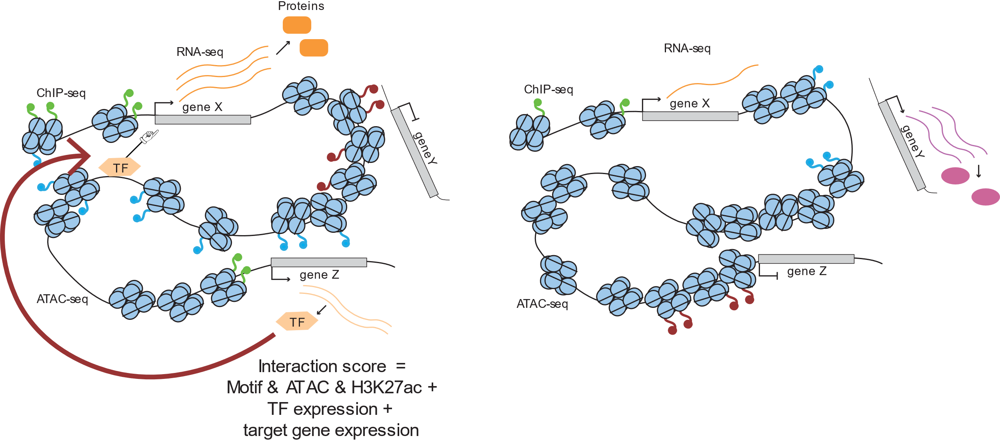 Proteins
RNA-seq
ChIP-seq
gene X
gene Y
TF
gene Z
ATAC-seq
TF
Interaction score =
Motif & ATAC & H3K27ac +
TF expression +
target gene expression
RNA-seq
ChIP-seq
gene X
gene Y
gene Z
ATAC-seq